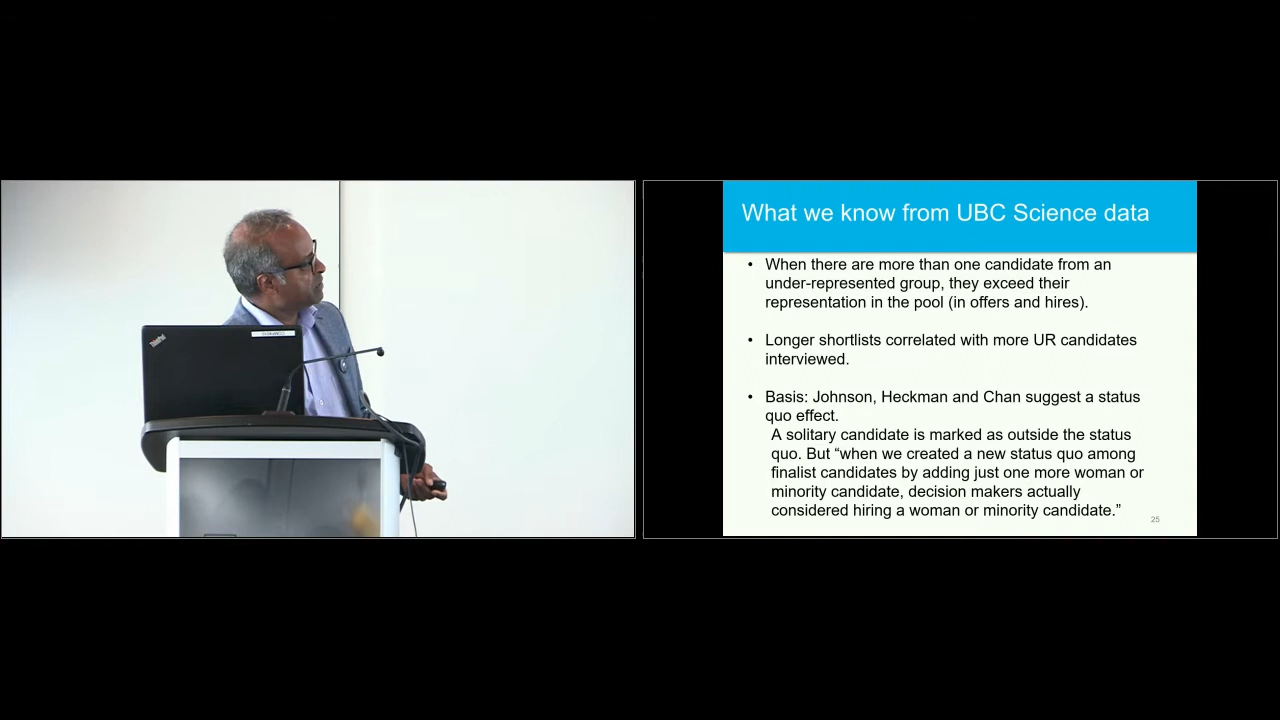 What we know from UBC Science data
• When there are more than one candidate from an
under-represented group, they exceed their
representation in the pool (in offers and hires).
• Longer shortlists correlated with more UR candidates
interviewed.
• Basis: Johnson, Heckman and Chan suggest a status
quo effect.
A solitary candidate is marked as outside the status
quo. But “when we created a new status quo among
finalist candidates by adding just one more woman or
minority candidate, decision makers actually
considered hiring a woman or minority candidate.”
25
ThinkPad